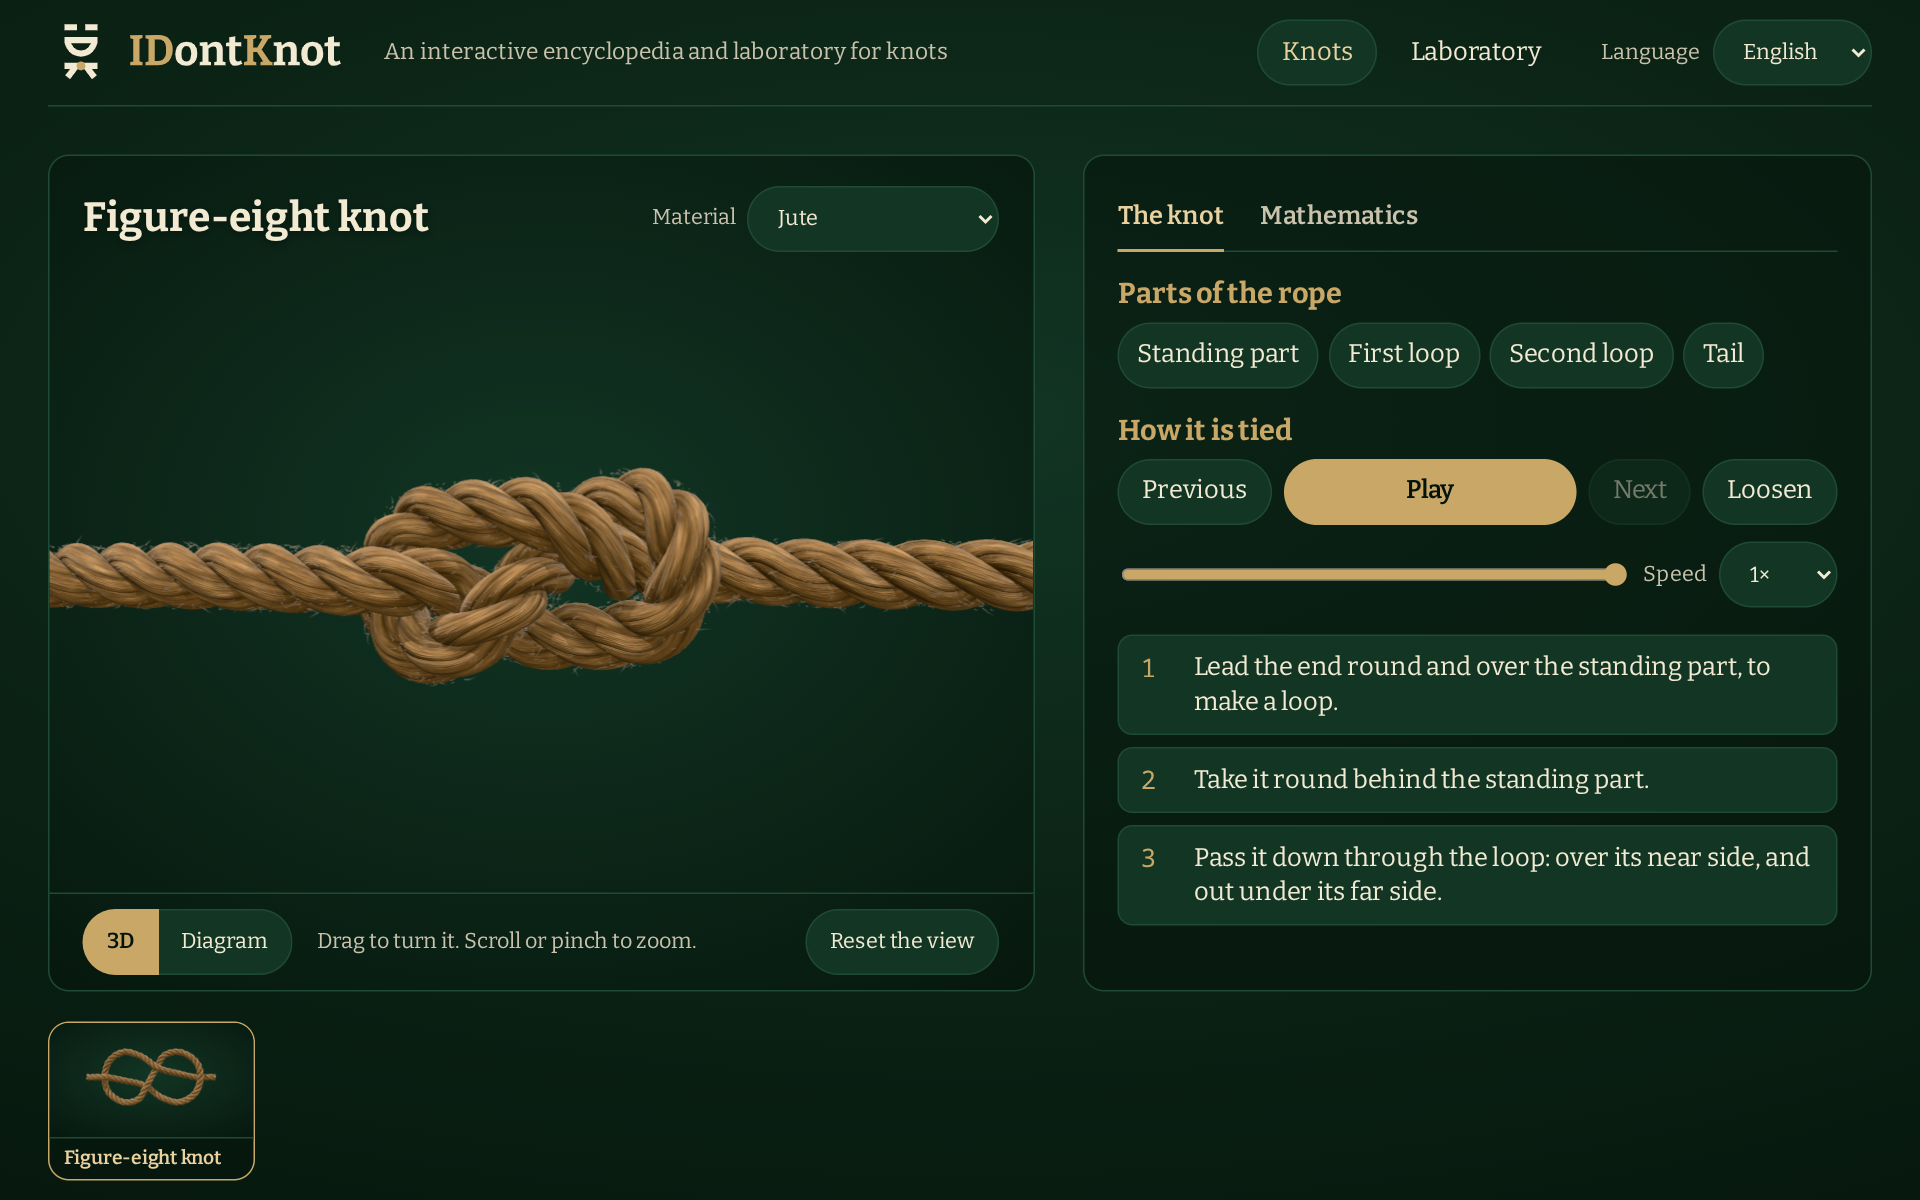 IDontKnot
An interactive encyclopedia and laboratory for knots
Knots
Laboratory
Language
English
Figure-eight knot
Material
Jute
3D
Diagram
Drag to turn it. Scroll or pinch to zoom.
Reset the view
The knot
Mathematics
Parts of the rope
Standing part
First loop
Second loop
Tail
How it is tied
Previous
Play
Next
Loosen
Speed
1×
1
Lead the end round and over the standing part, to
make a loop.
2
Take it round behind the standing part.
3
Pass it down through the loop: over its near side, and
out under its far side.
Figure-eight knot